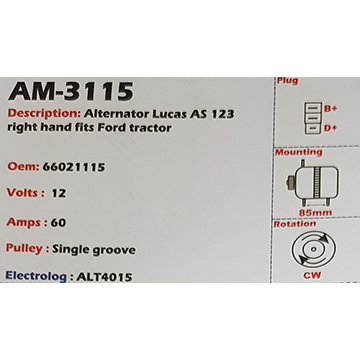 AM-3115
Description: Alternator Lucas AS 123
right hand fits Ford tractor
Oem: 66021115
Volts : 12
Amps : 60
Pulley : Single groove
Electrolog : ALT4015
Plug
B+
D+
Mounting
85mm
Rotation
CW